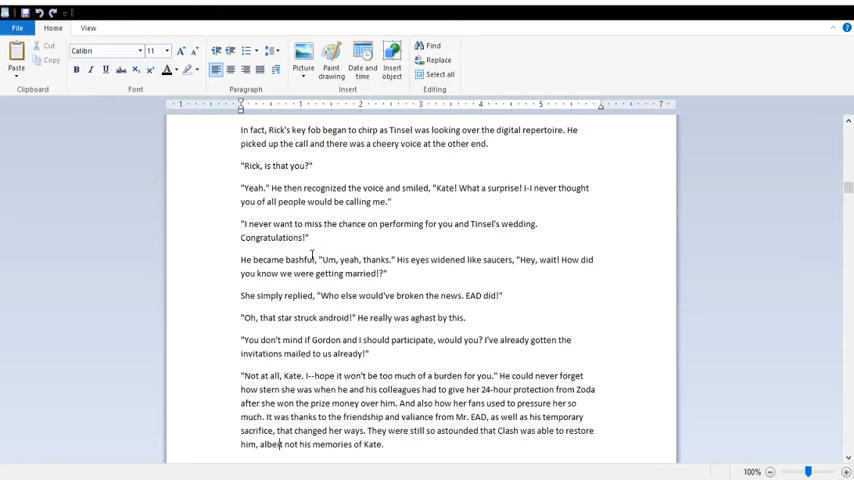 File
Home
View
Paste
Cut
Copy
Clipboard
Calibri
11
Font
Paragraph
Picture
Paint drawing
Date and time
Insert object
Insert
Find
Replace
Select all
Editing
1 1 2 3 4 5 7
In fact, Rick's key fob began to chirp as Tinsel was looking over the digital repertoire. He
picked up the call and there was a cheery voice at the other end.
"Rick, is that you?"
"Yeah." He then recognized the voice and smiled, "Kate! What a surprise! I-I never thought
you of all people would be calling me."
"I never want to miss the chance on performing for you and Tinsel's wedding.
Congratulations!"
He became bashful, "Um, yeah, thanks." His eyes widened like saucers, "Hey, wait! How did
you know we were getting married!?"
She simply replied, "Who else would've broken the news. EAD did!"
"Oh, that star struck android!" He really was aghast by this.
"You don't mind if Gordon and I should participate, would you? I've already gotten the
invitations mailed to us already!"
"Not at all, Kate. I--hope it won't be too much of a burden for you." He could never forget
how stern she was when he and his colleagues had to give her 24-hour protection from Zoda
after she won the prize money over him. And also how her fans used to pressure her so
much. It was thanks to the friendship and valiance from Mr. EAD, as well as his temporary
sacrifice, that changed her ways. They were still so astounded that Clash was able to restore
him, albeit not his memories of Kate.
100%